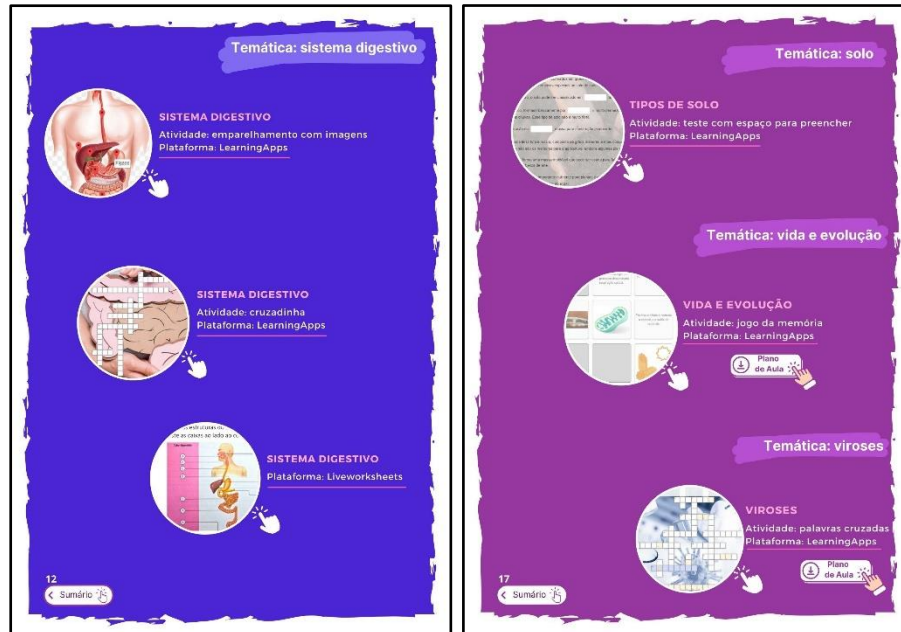 Temática: sistema digestivo
SISTEMA DIGESTIVO
Atividade: emparelhamento com imagens
Plataforma: LearningApps
SISTEMA DIGESTIVO
Atividade: cruzadinha
Plataforma: LearningApps
SISTEMA DIGESTIVO
Plataforma: Liveworksheets
12
Sumário
Temática: solo
TIPOS DE SOLO
Atividade: teste com espaço para preencher
Plataforma: LearningApps
Temática: vida e evolução
VIDA E EVOLUÇÃO
Atividade: jogo da memória
Plataforma: LearningApps
Plano
de Aula
Temática: viroses
VIROSES
Atividade: palavras cruzadas
Plataforma: LearningApps
Plano
de Aula
17
Sumário